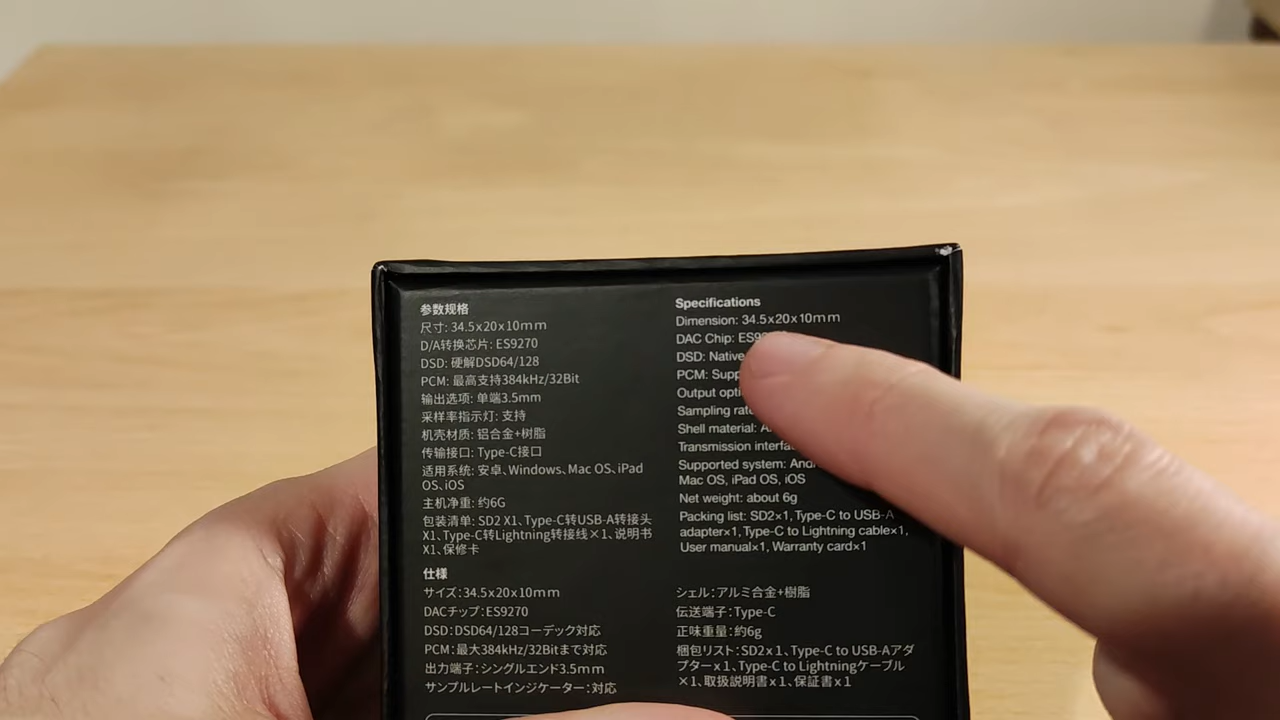 参数规格
尺寸: 34.5x20x10mm
D/A转换芯片: ES9270
DSD: 硬解DSD64/128
PCM: 最高支持384kHz/32Bit
输出选项: 单端3.5mm
采样率指示灯: 支持
机壳材质: 铝合金+树脂
传输接口: Type-C接口
适用系统: 安卓、Windows、Mac OS、iPad
OS、iOS
主机净重: 约6G
包装清单: SD2 X1、Type-C转USB-A转接头
X1、Type-C转Lightning转接线×1、说明书
X1、保修卡
Specifications
Dimension: 34.5x20x10mm
DAC Chip:
DSD: Native
PCM:
Output
Sampling
Shell material:
Transmission
Supported system:
Mac OS, iPad OS, iOS
Net weight: about 6g
Packing list: SD2×1, Type-C to USB-A
adapter×1, Type-C to Lightning cable×1,
User manual×1, Warranty card×1
仕様
サイズ:34.5x20x10mm
DACチップ:ES9270
DSD:DSD64/128コーデック対応
PCM:最大384kHz/32Bitまで対応
出力端子:シングルエンド3.5mm
サンプルレートインジケーター:対応
シェル:アルミ合金+樹脂
伝送端子:Type-C
正味重量:約6g
梱包リスト:SD2x1、Type-C to USB-Aアダ
プターx1、Type-C to Lightningケーブル
×1、取扱説明書x1、保証書x1